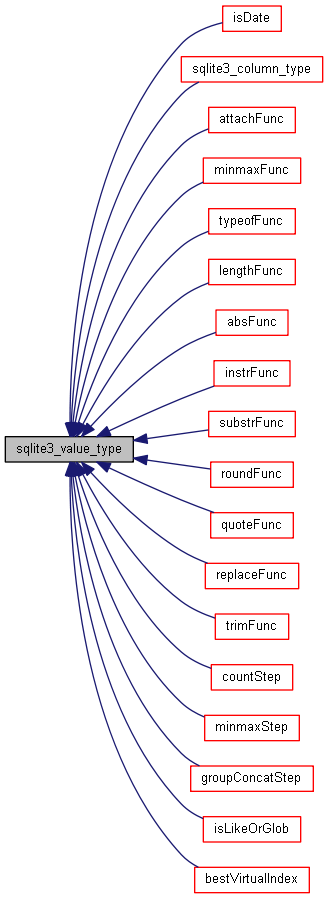 isDate
sqlite3_column_type
attachFunc
minmaxFunc
typeofFunc
lengthFunc
absFunc
instrFunc
substrFunc
sqlite3_value_type
roundFunc
quoteFunc
replaceFunc
trimFunc
countStep
minmaxStep
groupConcatStep
isLikeOrGlob
bestVirtualIndex